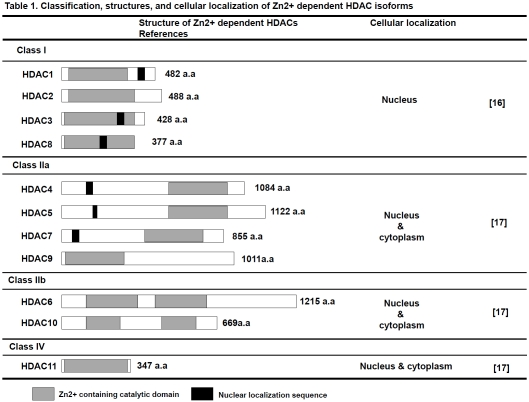 Table 1. Classification, structures, and cellular localization of Zn2+ dependent HDAC isoforms
Structure of Zn2+ dependent HDACs Cellular localization
References
Class I
HDAC1 482 a.a
HDAC2 488 a.a
Nucleus [16]
HDAC3 428 a.a
HDAC8 377 a.a
Class IIa
HDAC4 1084 a.a
HDAC5 1122 a.a
Nucleus
& [17]
cytoplasm
HDAC7 855 a.a
HDAC9 1011a.a
Class IIb
HDAC6 1215 a.a Nucleus
& [17]
HDAC10 669a.a cytoplasm
Class IV
HDAC11 347 a.a Nucleus & cytoplasm [17]
Zn2+ containing catalytic domain Nuclear localization sequence